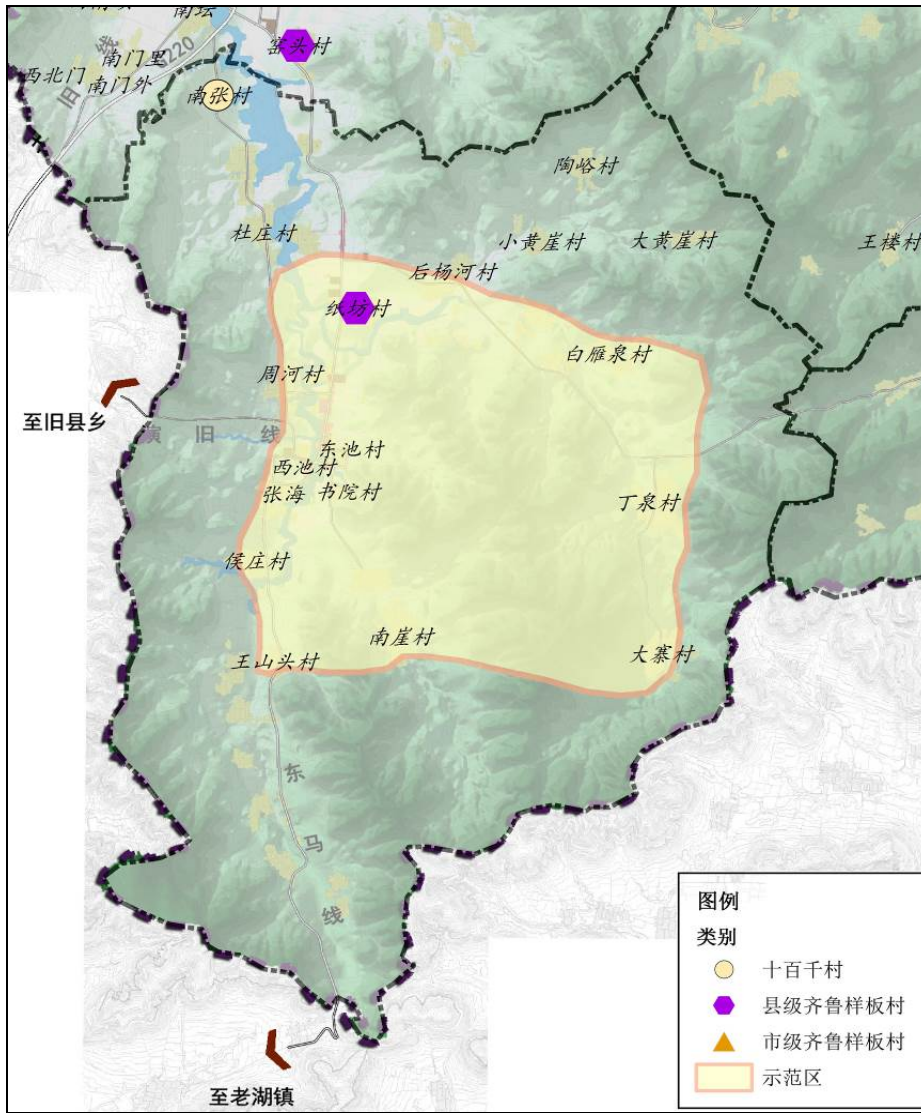 南坛
线
220
窑头村
南门里
西北门
南门外
旧
南张村
陶峪村
杜庄村
小黄崖村
大黄崖村
王楼村
后杨河村
纸坊村
白雁泉村
周河村
至旧县乡
旧线
东池村
西池村
张海
书院村
丁泉村
侯庄村
南崖村
王山头村
大寨村
东
马
线
至老湖镇
图例
类别
十百千村
县级齐鲁样板村
市级齐鲁样板村
示范区